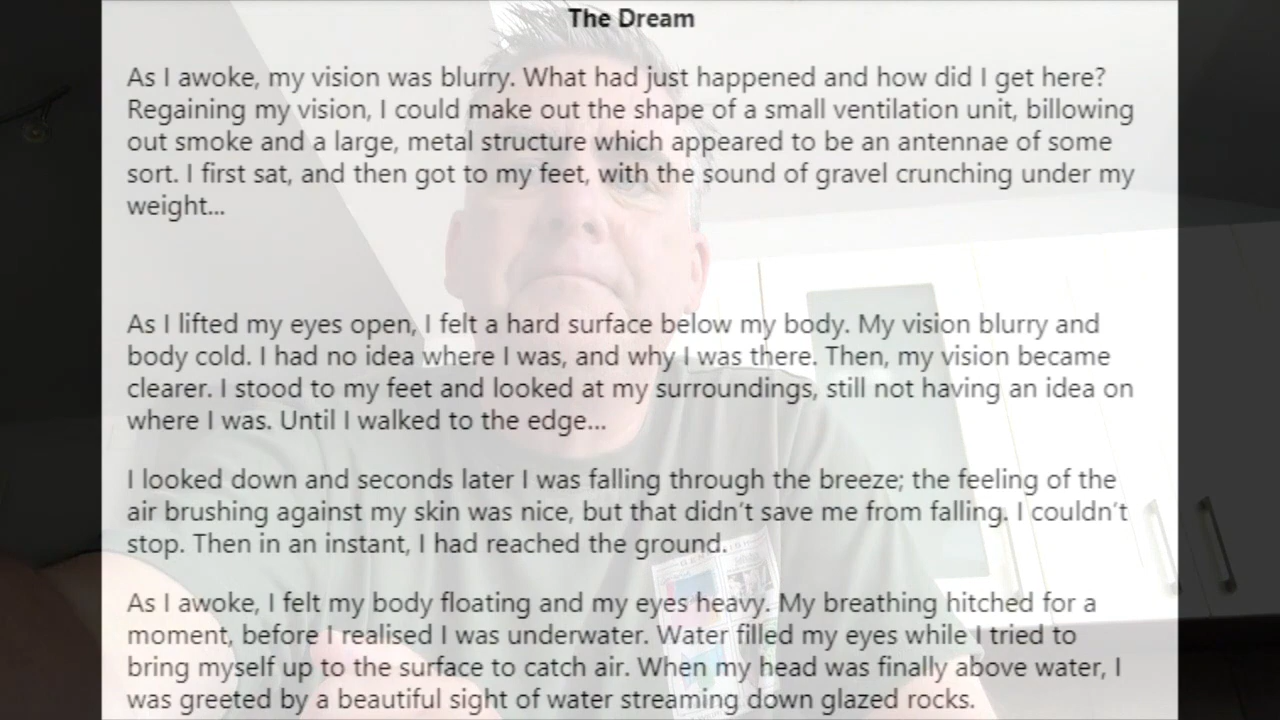 The Dream
As I awoke, my vision was blurry. What had just happened and how did I get here?
Regaining my vision, I could make out the shape of a small ventilation unit, billowing
out smoke and a large, metal structure which appeared to be an antennae of some
sort. I first sat, and then got to my feet, with the sound of gravel crunching under my
weight...
As I lifted my eyes open, I felt a hard surface below my body. My vision blurry and
body cold. I had no idea where I was, and why I was there. Then, my vision became
clearer. I stood to my feet and looked at my surroundings, still not having an idea on
where I was. Until I walked to the edge...
I looked down and seconds later I was falling through the breeze; the feeling of the
air brushing against my skin was nice, but that didn’t save me from falling. I couldn’t
stop. Then in an instant, I had reached the ground.
As I awoke, I felt my body floating and my eyes heavy. My breathing hitched for a
moment, before I realised I was underwater. Water filled my eyes while I tried to
bring myself up to the surface to catch air. When my head was finally above water, I
was greeted by a beautiful sight of water streaming down glazed rocks.